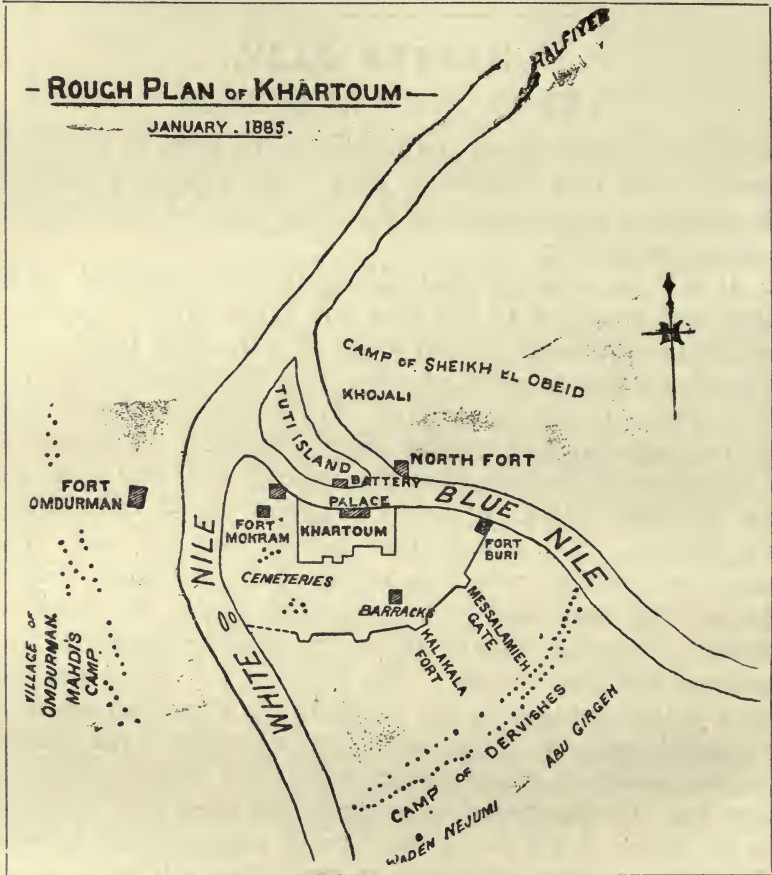 - ROUGH PLAN OF KHARTOUM -
JANUARY. 1885.
HALFIYEH
CAMP OF SHEIKH EL OBEID
KHOJALI
TUTI ISLAND
NORTH FORT
BATTERY
PALACE
BLUE NILE
FORT
OMDURMAN
FORT
MOKRAM
KHARTOUM
FORT
BURI
CEMETERIES
BARRACKS
MESSALAMIEH
GATE
KALAKALA
FORT
WHITE NILE
VILLAGE OF
OMDURMAN.
MAHDI'S
CAMP
CAMP OF DERVISHES
ABU GIRGEH
WADEN NEJUMI